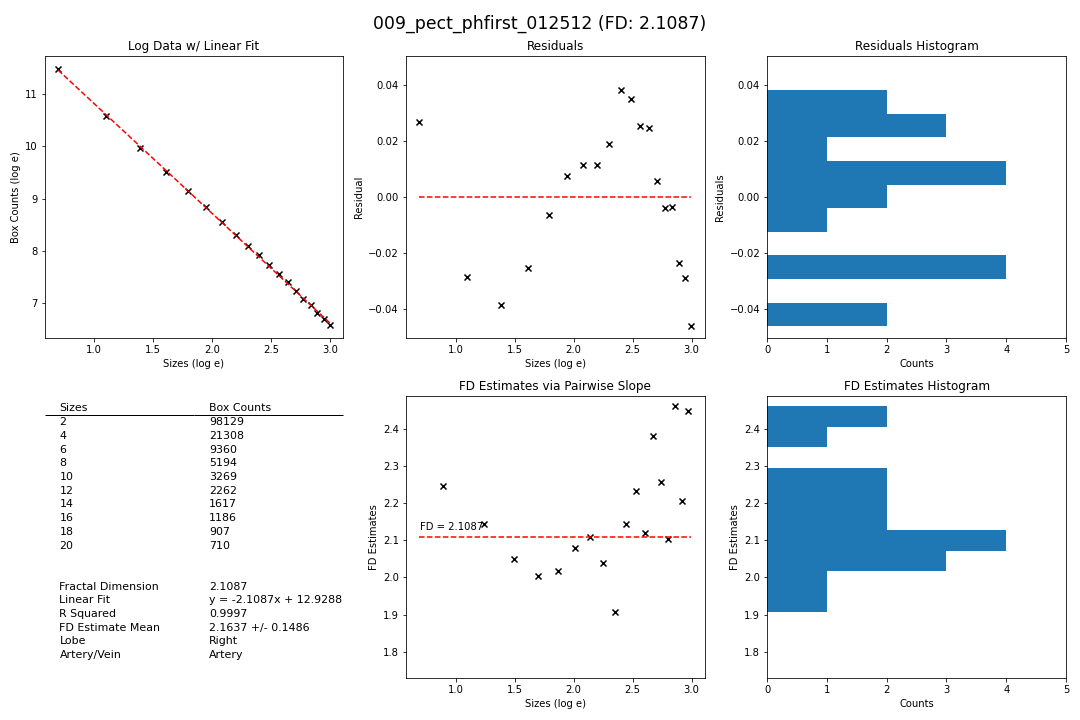 009_pect_phfirst_012512 (FD: 2.1087)
Log Data w/ Linear Fit
Box Counts (log e)
11
10
9
8
7
1.0 1.5 2.0 2.5 3.0
Sizes (log e)
Residuals
Residual
0.04
0.02
0.00
−0.02
−0.04
1.0 1.5 2.0 2.5 3.0
Sizes (log e)
Residuals Histogram
Residuals
0.04
0.02
0.00
−0.02
−0.04
0 1 2 3 4 5
Counts
Sizes Box Counts
2 98129
4 21308
6 9360
8 5194
10 3269
12 2262
14 1617
16 1186
18 907
20 710
Fractal Dimension 2.1087
Linear Fit y = -2.1087x + 12.9288
R Squared 0.9997
FD Estimate Mean 2.1637 +/- 0.1486
Lobe Right
Artery/Vein Artery
FD Estimates via Pairwise Slope
FD Estimates
2.4
2.3
2.2
2.1
2.0
1.9
1.8
FD = 2.1087
1.0 1.5 2.0 2.5 3.0
Sizes (log e)
FD Estimates Histogram
FD Estimates
2.4
2.3
2.2
2.1
2.0
1.9
1.8
0 1 2 3 4 5
Counts